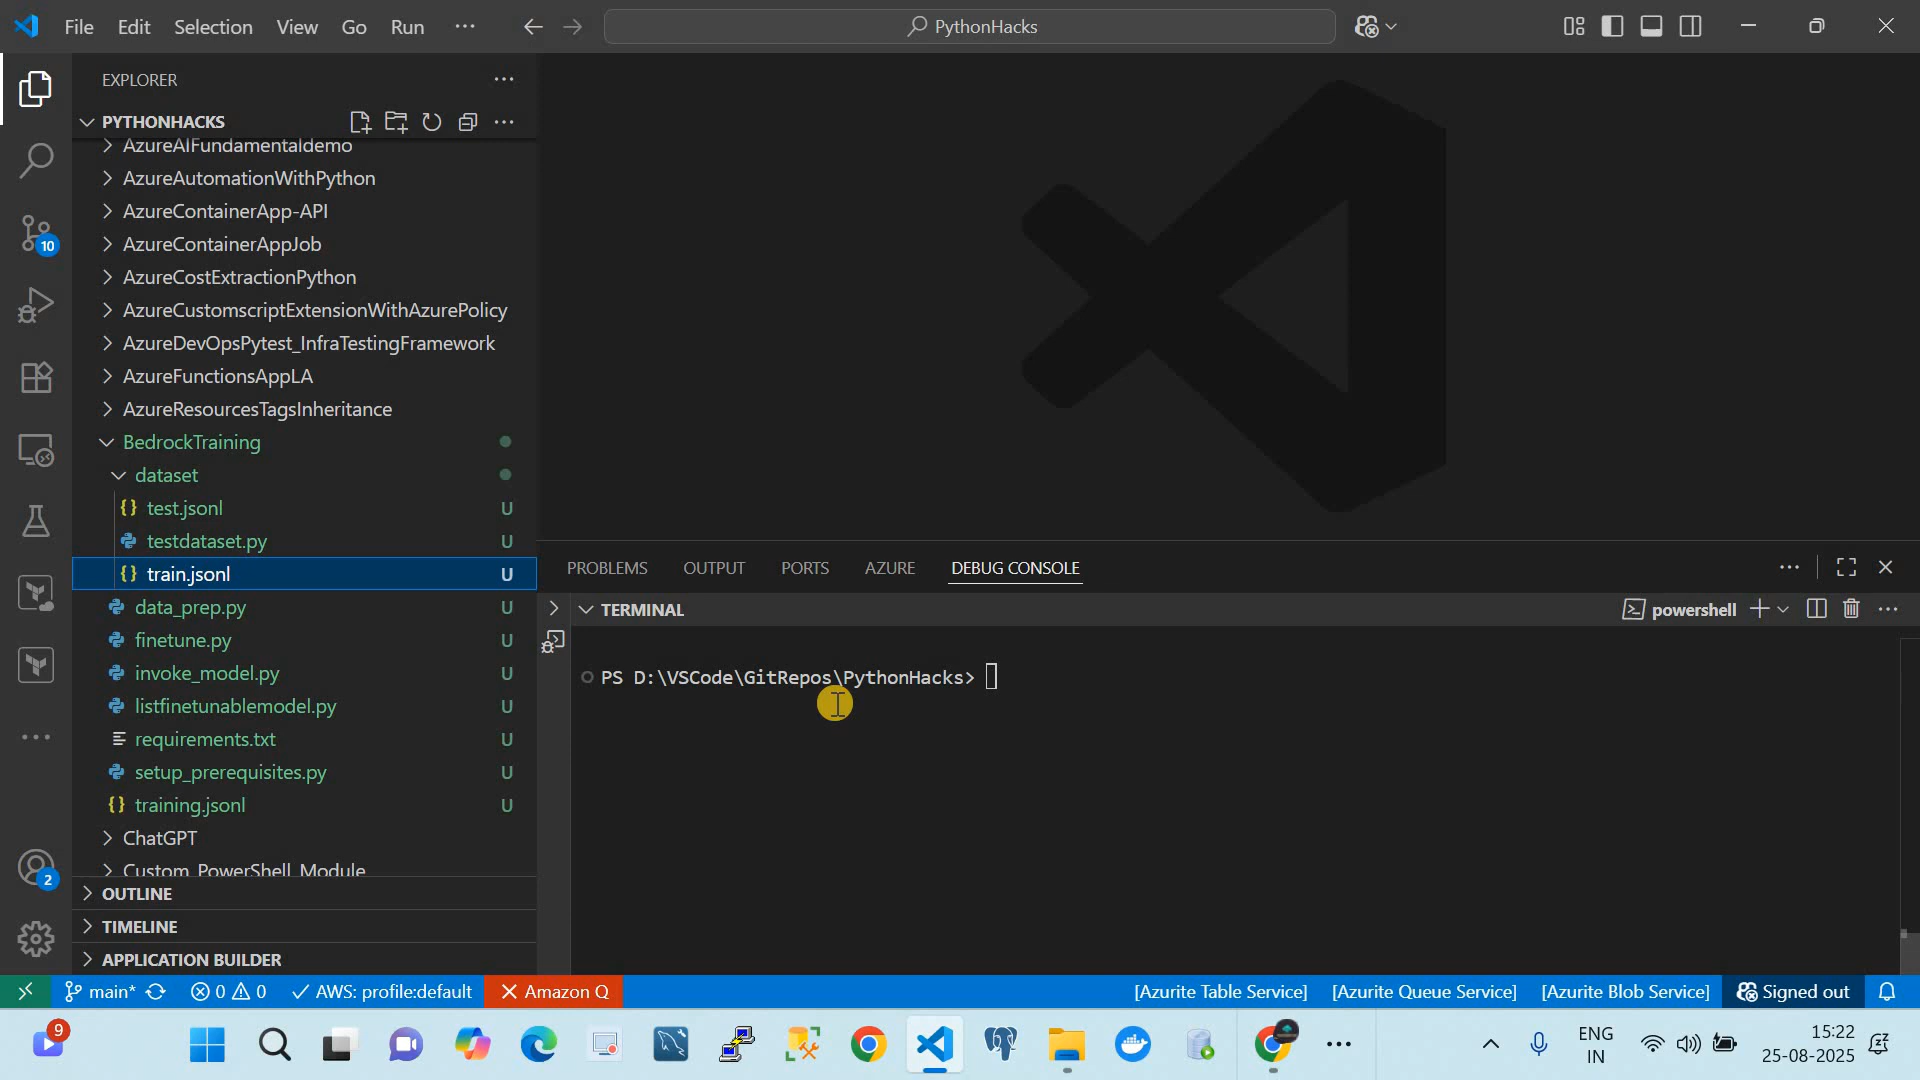 File Edit Selection View Go Run ···
PythonHacks
EXPLORER
PYTHONHACKS
AzureAIFundamentaldemo
AzureAutomationWithPython
AzureContainerApp-API
AzureContainerAppJob
AzureCostExtractionPython
AzureCustomscriptExtensionWithAzurePolicy
AzureDevOpsPytest_InfraTestingFramework
AzureFunctionsAppLA
AzureResourcesTagsInheritance
BedrockTraining
dataset
test.jsonl U
testdataset.py U
train.jsonl U
data_prep.py U
finetune.py U
invoke_model.py U
listfinetunablemodel.py U
requirements.txt U
setup_prerequisites.py U
training.jsonl U
ChatGPT
Custom_PowerShell_Module
OUTLINE
TIMELINE
APPLICATION BUILDER
10
2
PROBLEMS OUTPUT PORTS AZURE DEBUG CONSOLE
TERMINAL
powershell
PS D:\VSCode\GitRepos\PythonHacks>
main* 0 0 AWS: profile:default Amazon Q [Azurite Table Service] [Azurite Queue Service] [Azurite Blob Service] Signed out
9
ENG
IN
15:22
25-08-2025